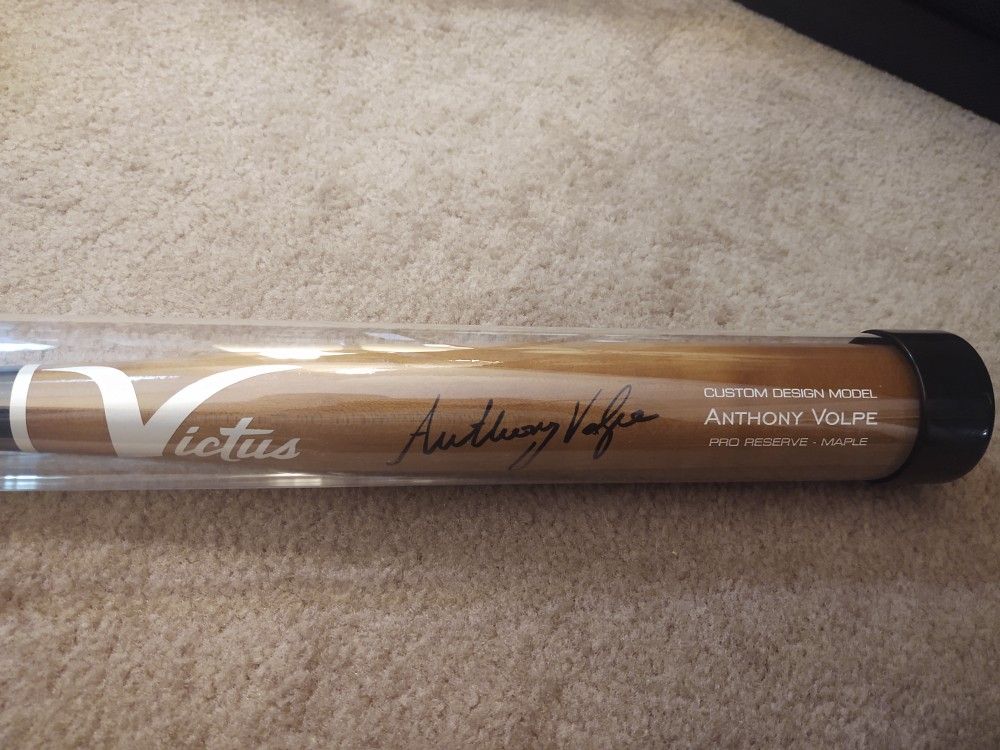 Victus
Anthony Volpe
CUSTOM DESIGN MODEL
ANTHONY VOLPE
PRO RESERVE - MAPLE